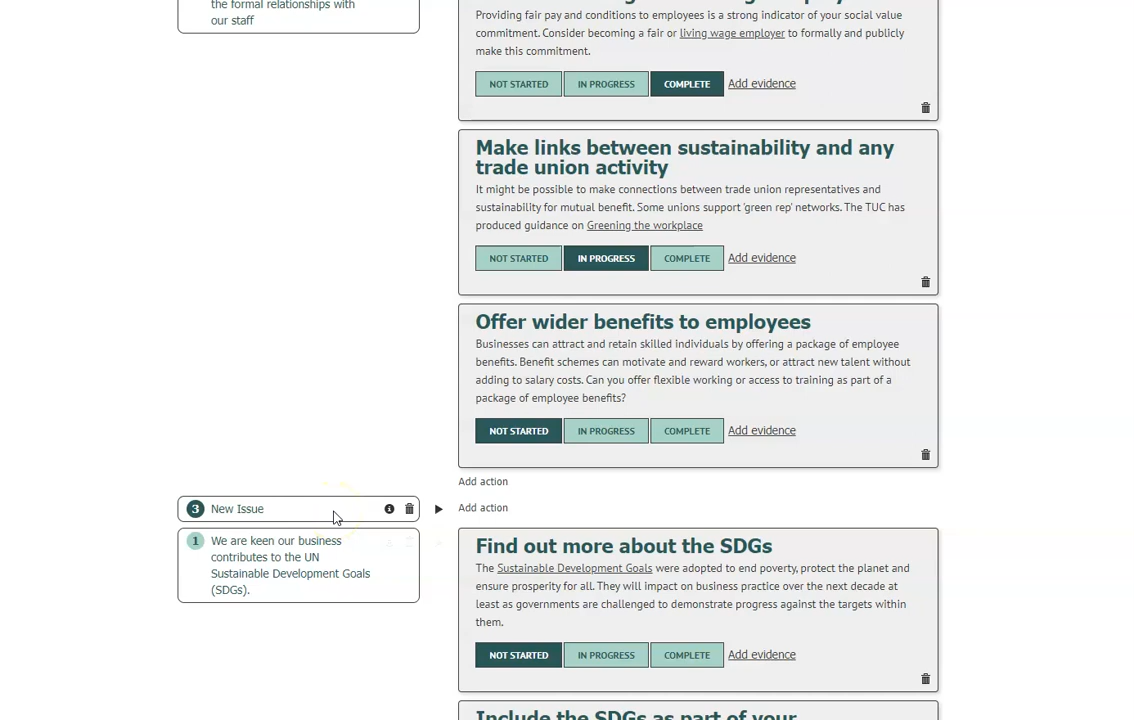 the formal relationships with
our staff
Providing fair pay and conditions to employees is a strong indicator of your social value
commitment. Consider becoming a fair or living wage employer to formally and publicly
make this commitment.
NOT STARTED IN PROGRESS COMPLETE Add evidence
Make links between sustainability and any
trade union activity
It might be possible to make connections between trade union representatives and
sustainability for mutual benefit. Some unions support 'green rep' networks. The TUC has
produced guidance on Greening the workplace
NOT STARTED IN PROGRESS COMPLETE Add evidence
Offer wider benefits to employees
Businesses can attract and retain skilled individuals by offering a package of employee
benefits. Benefit schemes can motivate and reward workers, or attract new talent without
adding to salary costs. Can you offer flexible working or access to training as part of a
package of employee benefits?
NOT STARTED IN PROGRESS COMPLETE Add evidence
Add action
3 New Issue
Add action
1 We are keen our business
contributes to the UN
Sustainable Development Goals
(SDGs).
Find out more about the SDGs
The Sustainable Development Goals were adopted to end poverty, protect the planet and
ensure prosperity for all. They will impact on business practice over the next decade at
least as governments are challenged to demonstrate progress against the targets within
them.
NOT STARTED IN PROGRESS COMPLETE Add evidence
Include the SDGs as part of your